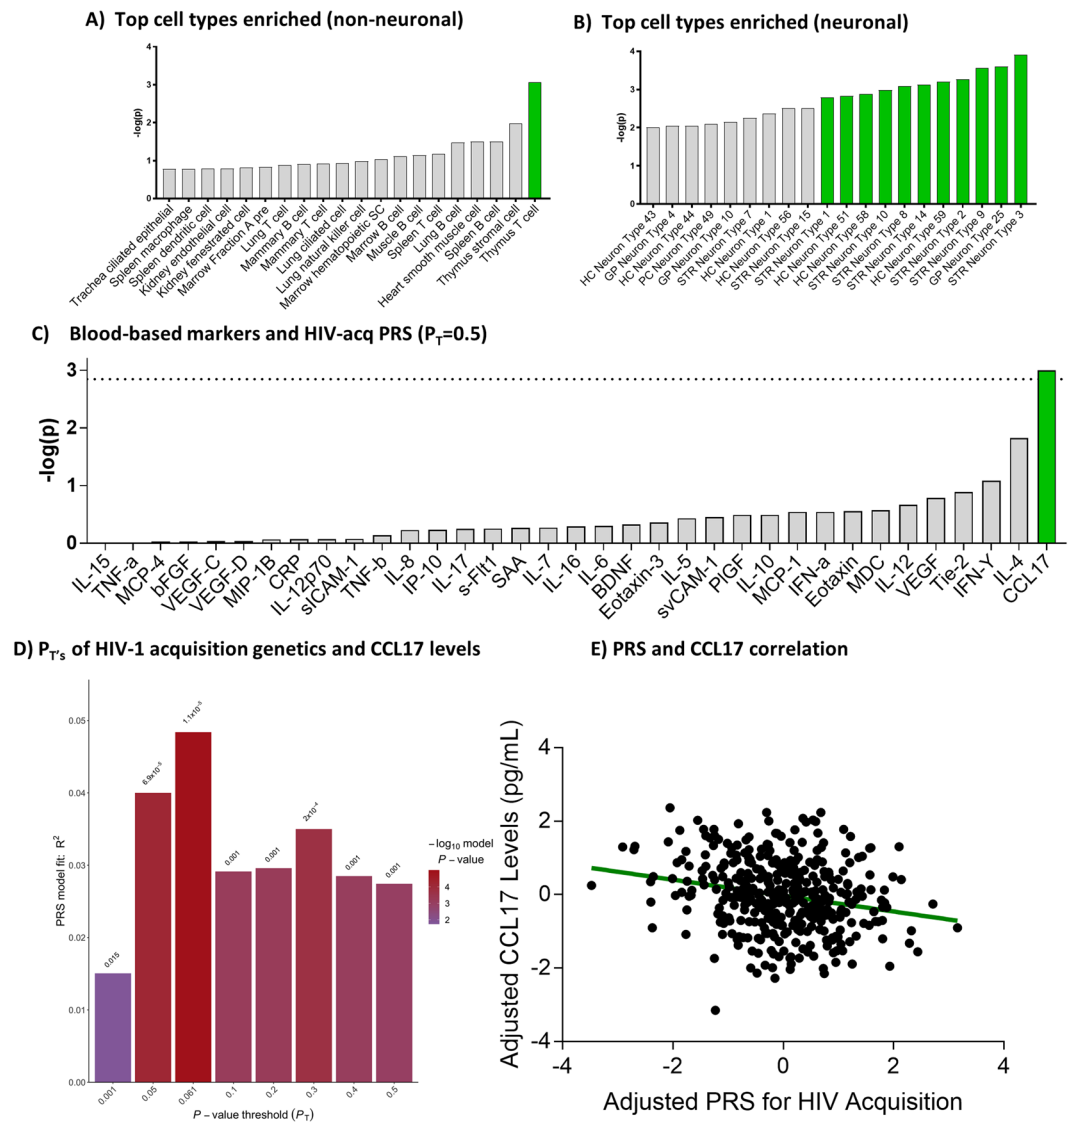 A) Top cell types enriched (non-neuronal)
4
3
2
1
0
-log(p)
Trachea ciliated epithelial
Spleen macrophage
Spleen dendritic cell
Kidney endothelial cell
Kidney fenestrated cell
Marrow Fraction A pre
Lung T cell
Mammary B cell
Mammary T cell
Lung ciliated cell
Lung natural killer cell
Marrow hematopoietic SC
Marrow B cell
Muscle B cell
Spleen T cell
Lung B cell
Heart smooth muscle cell
Spleen B cell
Thymus stromal cell
Thymus T cell
B) Top cell types enriched (neuronal)
4
3
2
1
0
-log(p)
HC Neuron Type 43
GP Neuron Type 4
HC Neuron Type 44
PC Neuron Type 49
GP Neuron Type 10
STR Neuron Type 7
HC Neuron Type 1
HC Neuron Type 56
STR Neuron Type 15
STR Neuron Type 1
HC Neuron Type 51
HC Neuron Type 58
STR Neuron Type 10
STR Neuron Type 8
STR Neuron Type 14
HC Neuron Type 59
STR Neuron Type 2
STR Neuron Type 9
GP Neuron Type 25
STR Neuron Type 3
C) Blood-based markers and HIV-acq PRS (PT=0.5)
3
2
1
0
-log(p)
IL-15
TNF-a
MCP-4
bFGF
VEGF-C
VEGF-D
MIP-1B
CRP
IL-12p70
sICAM-1
TNF-b
IL-8
IP-10
IL-17
s-Flt1
SAA
IL-7
IL-16
IL-6
BDNF
Eotaxin-3
IL-5
svCAM-1
PlGF
IL-10
MCP-1
IFN-a
Eotaxin
MDC
IL-12
VEGF
Tie-2
IFN-Y
IL-4
CCL17
D) PT's of HIV-1 acquisition genetics and CCL17 levels
0.05
0.04
0.03
0.02
0.01
0.00
PRS model fit: R²
0.015
6.9x10⁻⁵
1.1x10⁻⁵
0.001
0.001
2x10⁻⁴
0.001
0.001
0.001
0.05
0.061
0.1
0.2
0.3
0.4
0.5
P – value threshold (PT)
– log10 model
P – value
4
3
2
E) PRS and CCL17 correlation
4
2
0
-2
-4
Adjusted CCL17 Levels (pg/mL)
-4
-2
0
2
4
Adjusted PRS for HIV Acquisition